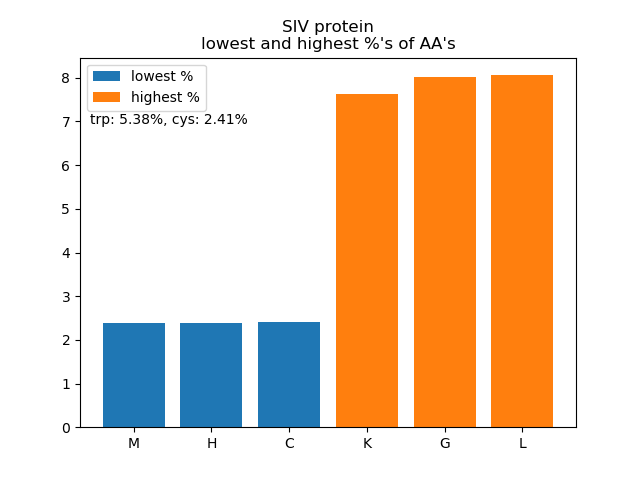 SIV protein
lowest and highest %'s of AA's
lowest %
highest %
trp: 5.38%, cys: 2.41%
8
7
6
5
4
3
2
1
0
M H C K G L